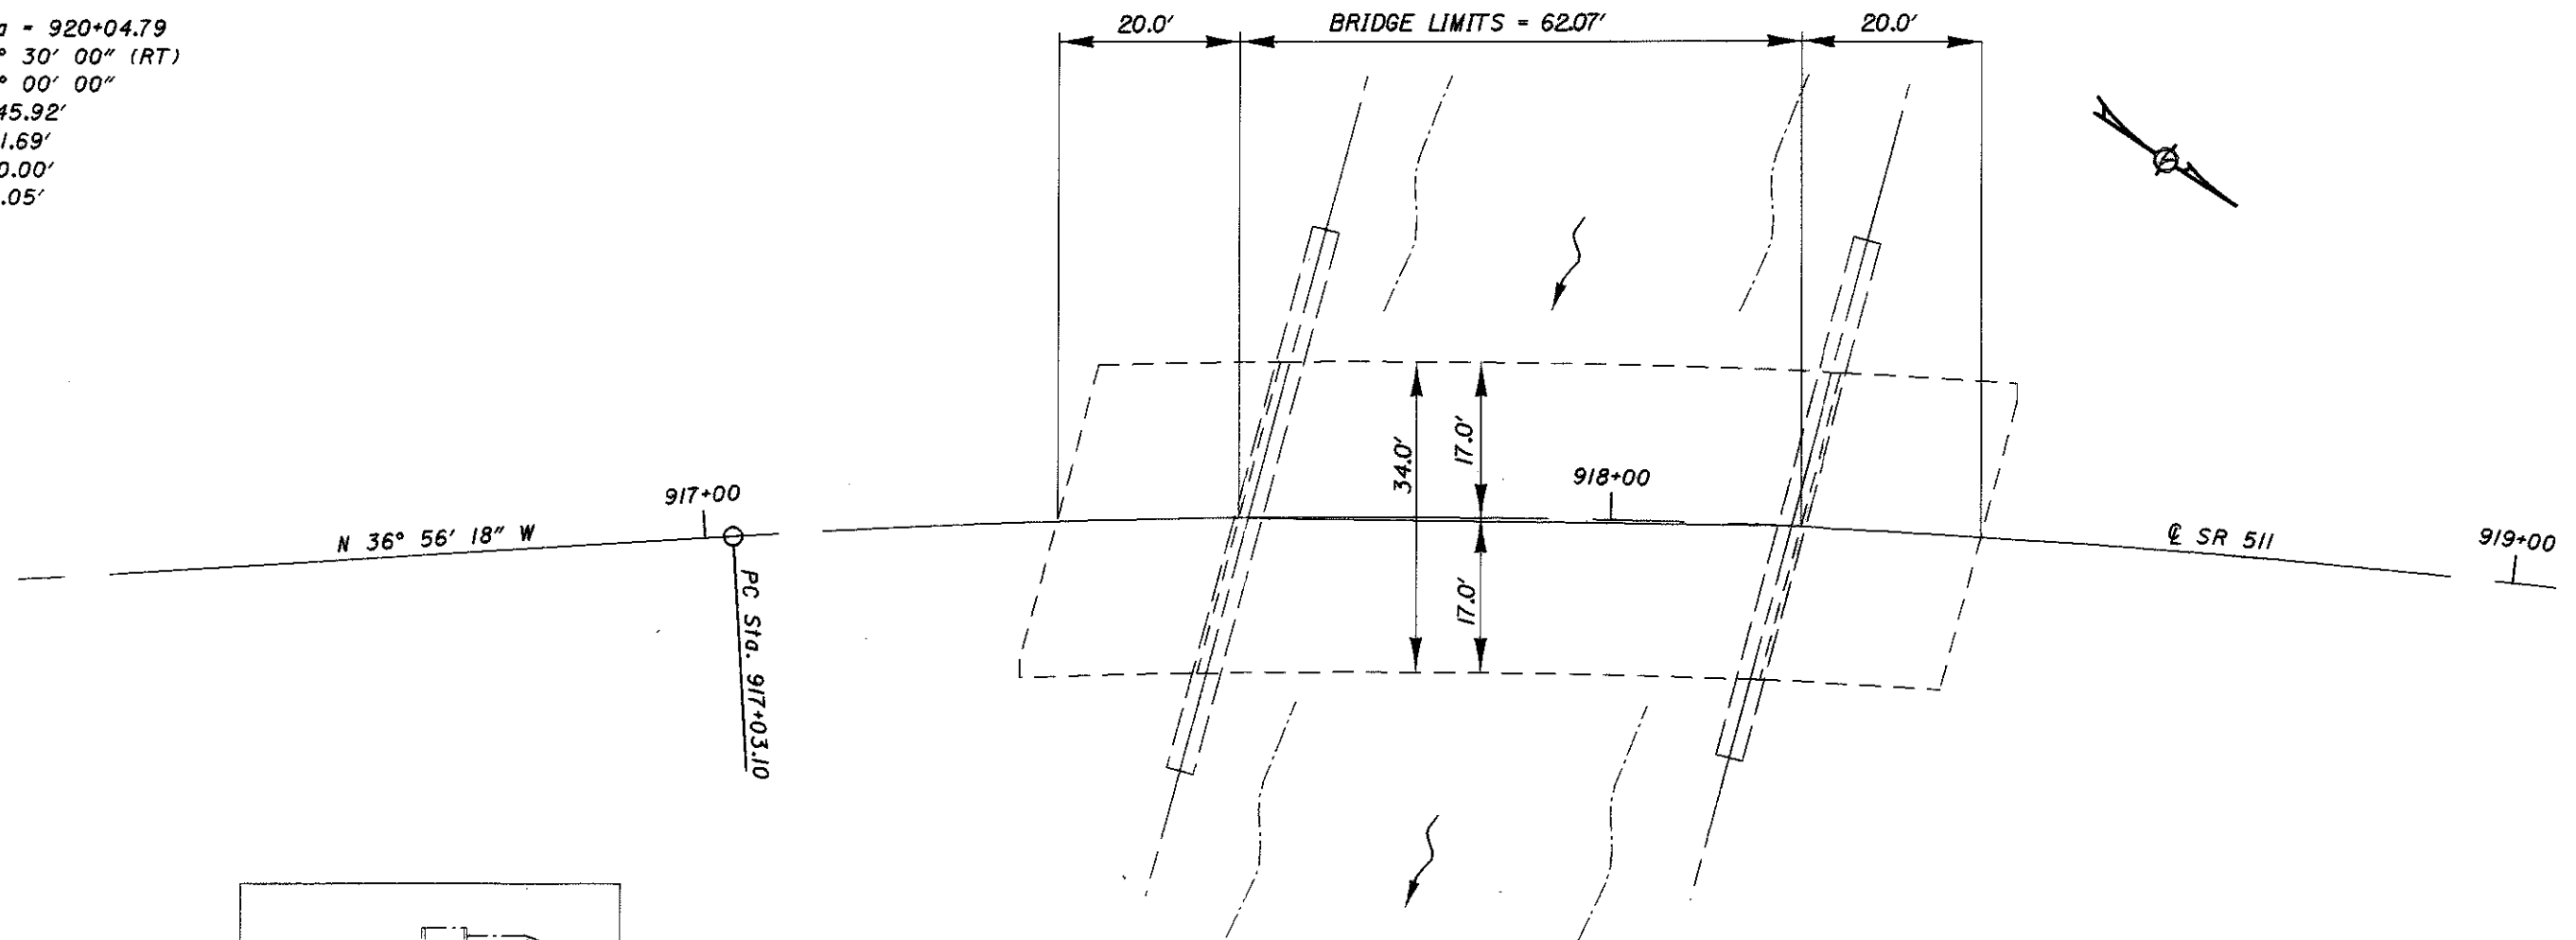 = 920+04.79
° 30' 00" (RT)
° 00' 00"
45.92'
1.69'
0.00'
.05'
20.0'
BRIDGE LIMITS = 62.07'
20.0'
34.0'
17.0'
17.0'
917+00
918+00
919+00
N 36° 56' 18" W
℄ SR 511
PC Sta. 917+03.10